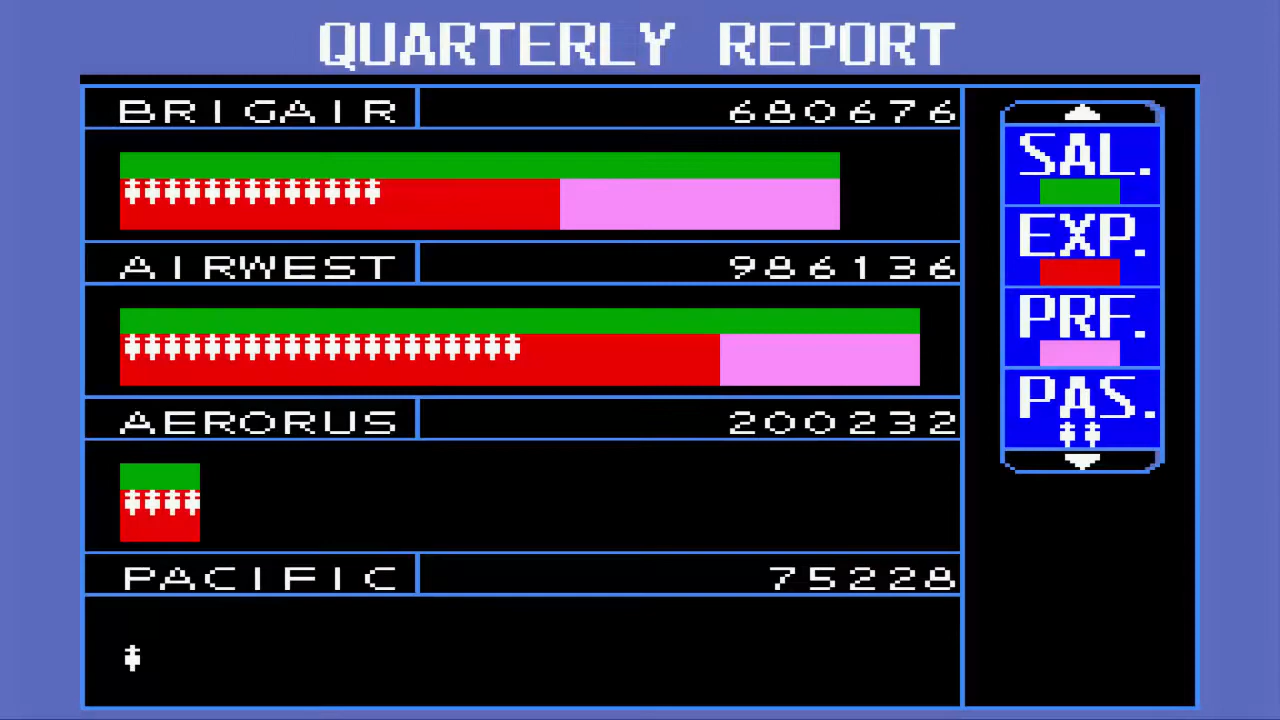 QUARTERLY REPORT
BRIGAIR 680676
AIRWEST 986136
AERORUS 200232
PACIFIC 75228
SAL.
EXP.
PRF.
PAS.